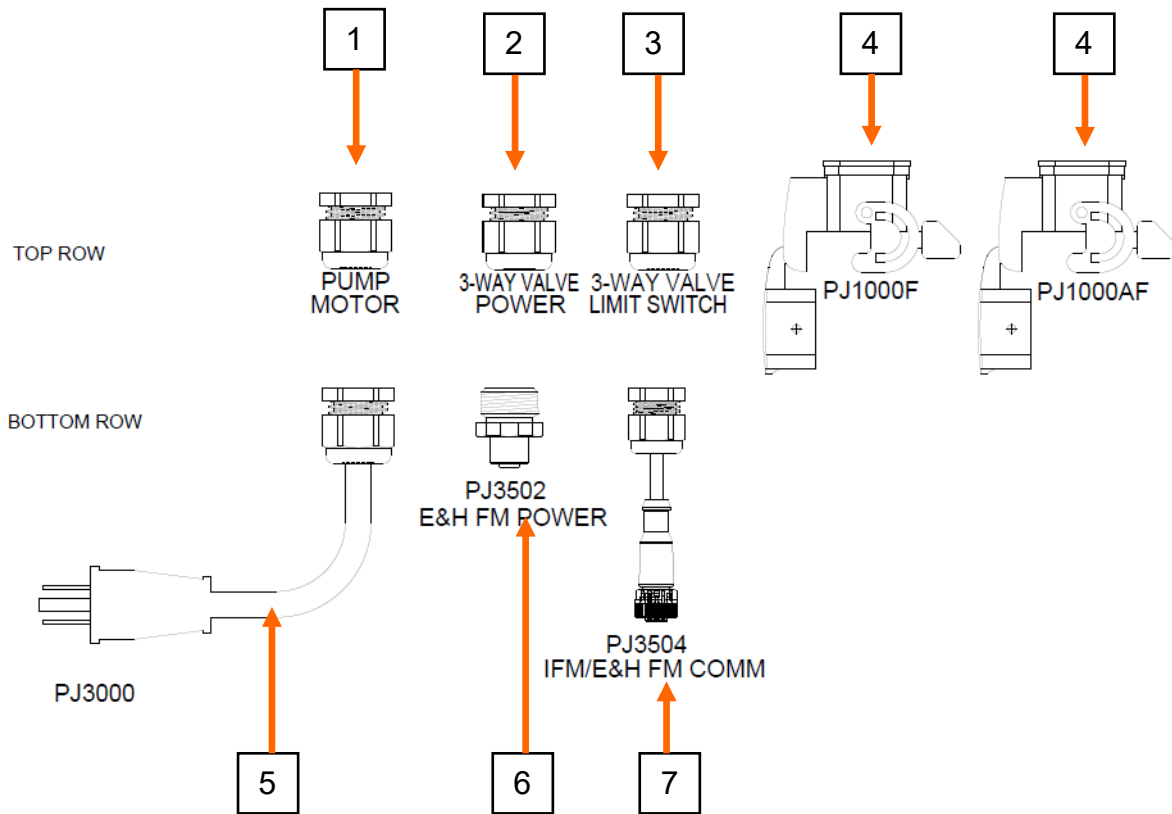 1
2
3
4
4
TOP ROW
PUMP
MOTOR
3-WAY VALVE
POWER
3-WAY VALVE
LIMIT SWITCH
PJ1000F
PJ1000AF
BOTTOM ROW
PJ3502
E&H FM POWER
PJ3504
IFM/E&H FM COMM
PJ3000
5
6
7